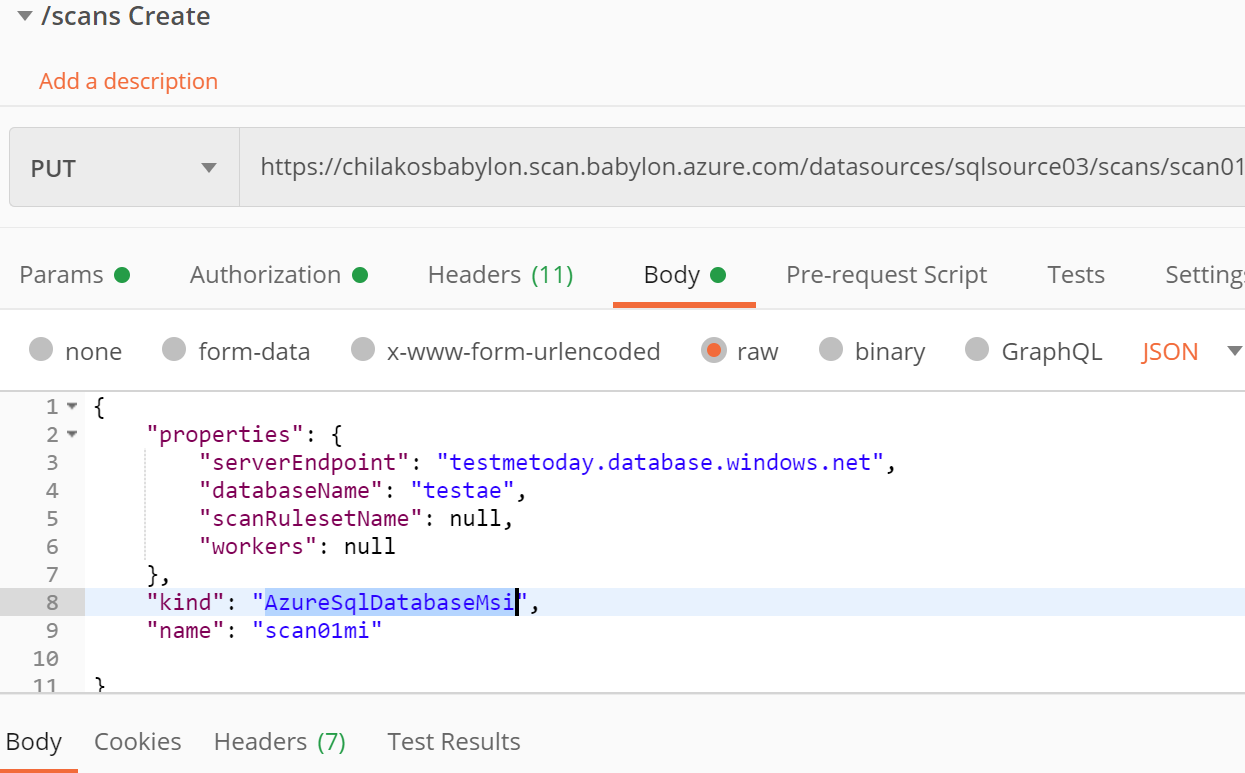 /scans Create
Add a description
PUT https://chilakosbabylon.scan.babylon.azure.com/datasources/sqlsource03/scans/scan01
Params Authorization Headers (11) Body Pre-request Script Tests Settings
none form-data x-www-form-urlencoded raw binary GraphQL JSON
1 {
2 "properties": {
3 "serverEndpoint": "testmetoday.database.windows.net",
4 "databaseName": "testae",
5 "scanRulesetName": null,
6 "workers": null
7 },
8 "kind": "AzureSqlDatabaseMsi",
9 "name": "scan01mi"
10
11 }
Body Cookies Headers (7) Test Results